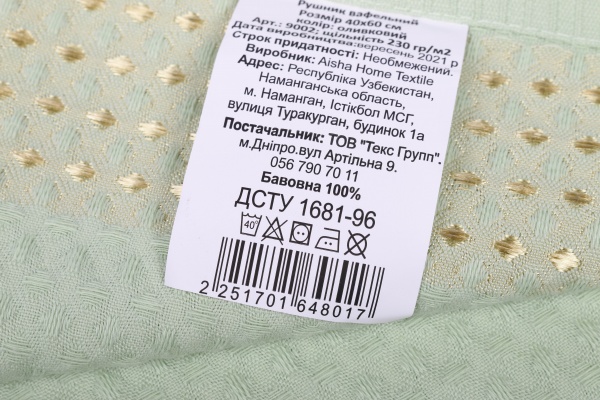 Рушник вафельний
Розмір 40х60 см
колір: оливковий
Арт.: 9002; щільність 230 гр/м2
Дата виробництва:вересень 2021 р
Строк придатності: Необмежений.
Виробник: Aisha Home Textile
Адрес: Республіка Узбекистан,
Наманганська область,
м. Наманган, Істікбол МСГ,
вулиця Туракурган, будинок 1а
Постачальник: ТОВ "Текс Групп".
м.Дніпро.вул Артільна 9.
056 790 70 11
Бавовна 100%
ДСТУ 1681-96
40°
2 251701 648017